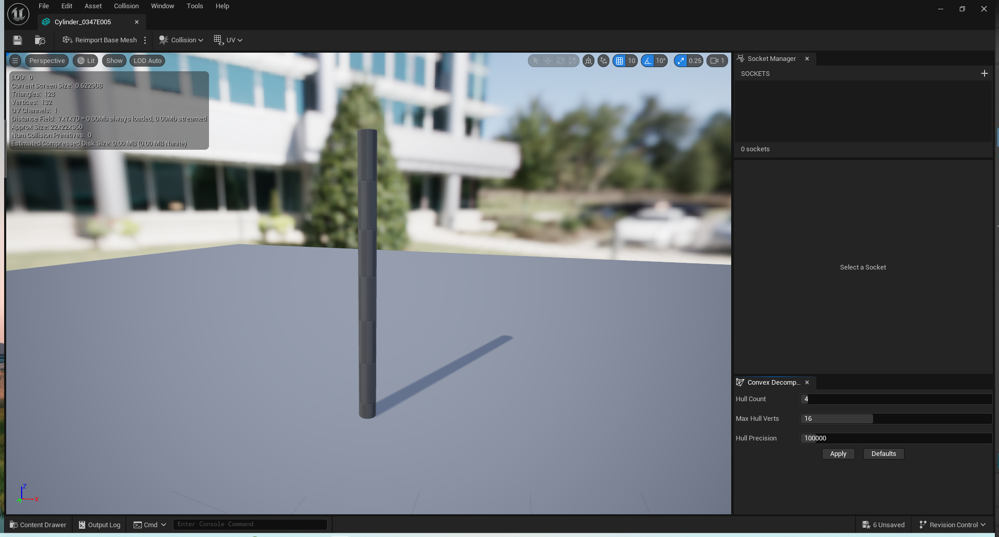 File Edit Asset Collision Window Tools Help
Cylinder_0347E005
Reimport Base Mesh Collision UV
Perspective Lit Show LOD Auto 10 10° 0.25 1
LOD: 0
Current Screen Size: 0.622908
Triangles: 128
Vertices: 132
UV Channels: 1
Distance Field: 7x7x70 = 0.00Mb always loaded, 0.00Mb streamed
Approx Size: 22x22x360
Num Collision Primitives: 0
Estimated Compressed Disk Size: 0.00 MB (0.00 MB Nanite)
Z
X
Socket Manager
SOCKETS
0 sockets
Select a Socket
Convex Decomp...
Hull Count 4
Max Hull Verts 16
Hull Precision 100000
Apply Defaults
Content Drawer Output Log Cmd Enter Console Command 6 Unsaved Revision Control